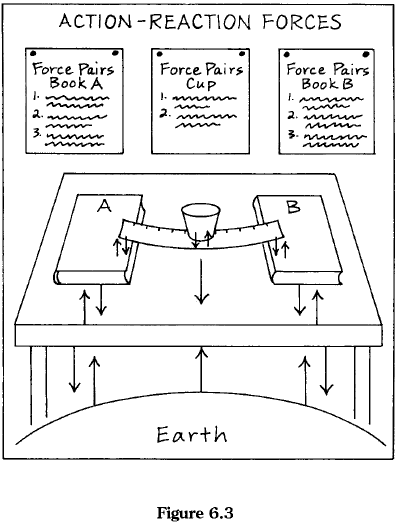 ACTION-REACTION FORCES
Force Pairs
Book A
1.
2.
3.
Force Pairs
Cup
1.
2.
Force Pairs
Book B
1.
2.
3.
A
B
Earth
Figure 6.3